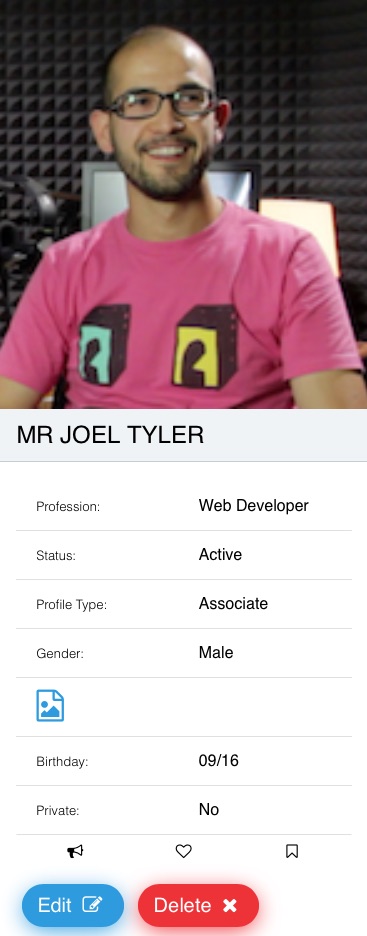 MR JOEL TYLER
Profession: Web Developer
Status: Active
Profile Type: Associate
Gender: Male
Birthday: 09/16
Private: No
Edit Delete